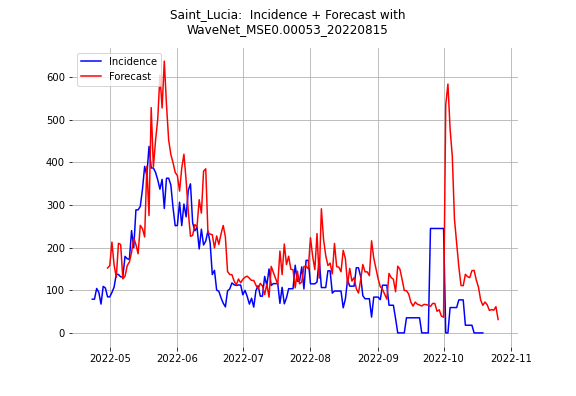 Saint_Lucia:  Incidence + Forecast with
WaveNet_MSE0.00053_20220815
Incidence
Forecast
600
500
400
300
200
100
0
2022-05 2022-06 2022-07 2022-08 2022-09 2022-10 2022-11